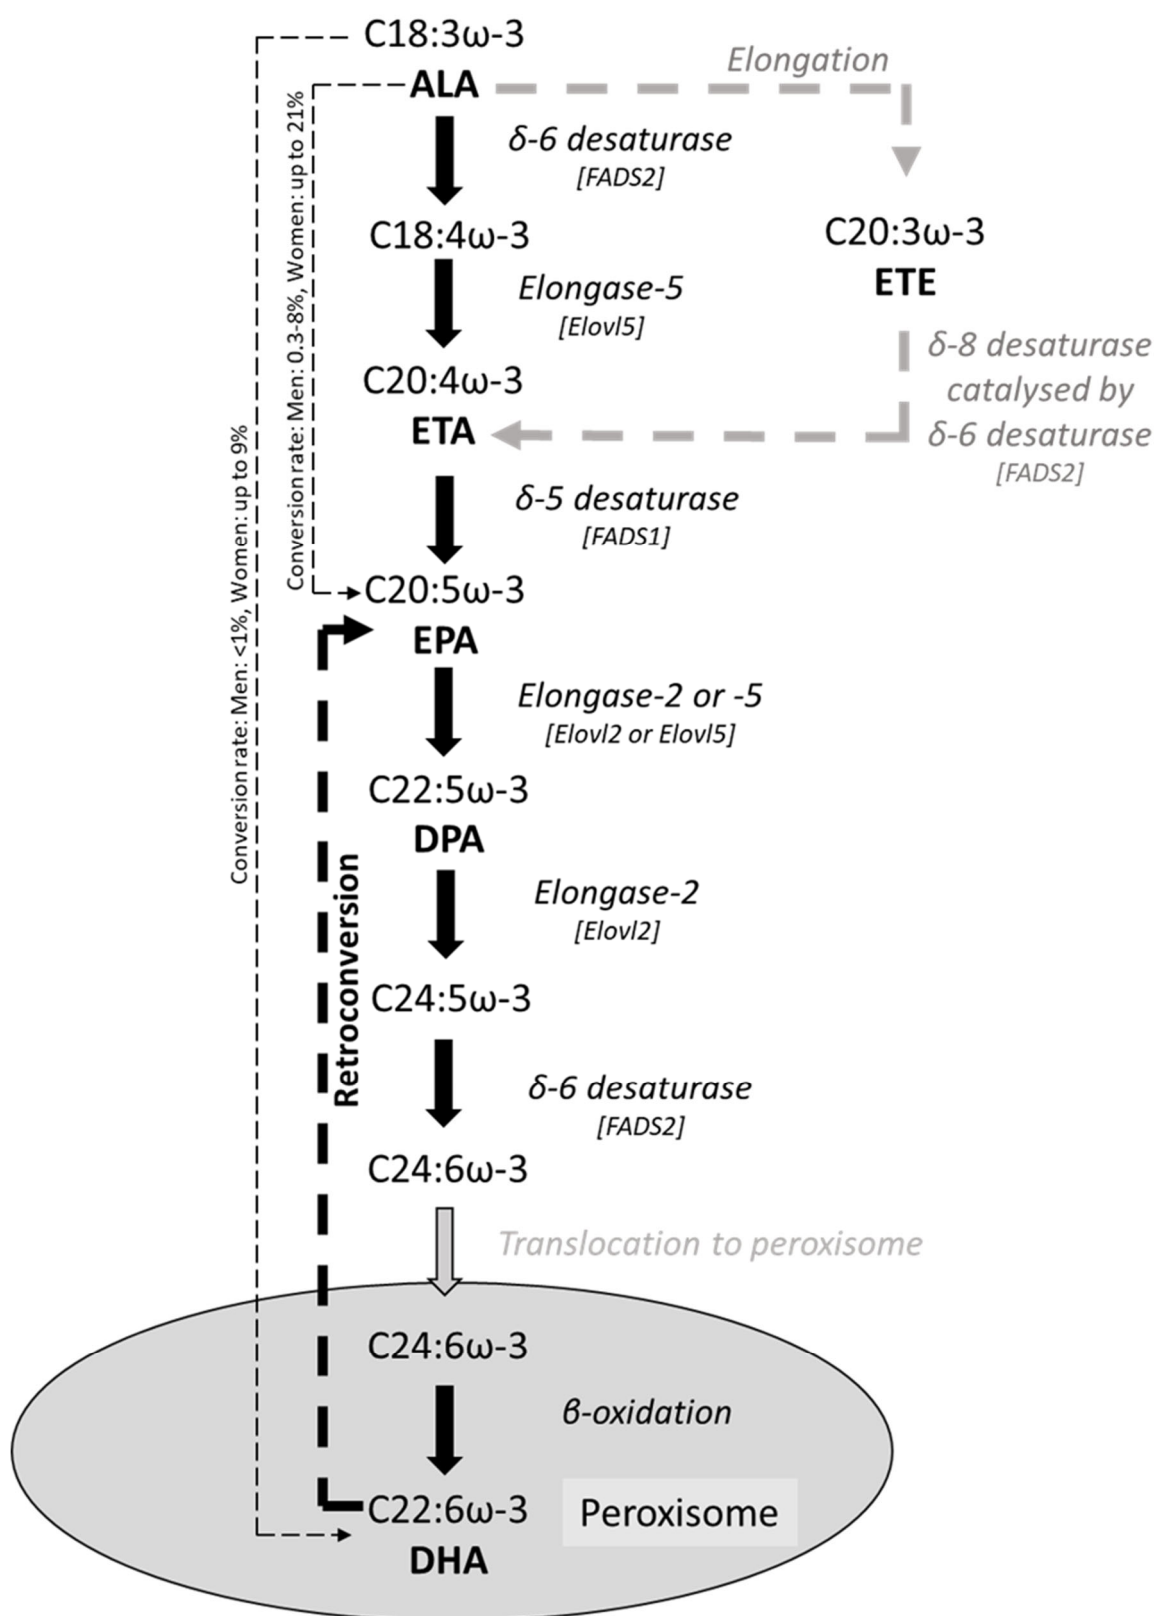 C18:3ω-3
ALA
Elongation
δ-6 desaturase
[FADS2]
C18:4ω-3
C20:3ω-3
ETE
Elongase-5
[Elovl5]
δ-8 desaturase
catalysed by
δ-6 desaturase
[FADS2]
C20:4ω-3
ETA
δ-5 desaturase
[FADS1]
Conversion rate: Men: 0.3-8%, Women: up to 21%
Conversion rate: Men: <1%, Women: up to 9%
C20:5ω-3
EPA
Elongase-2 or -5
[Elovl2 or Elovl5]
C22:5ω-3
DPA
Retroconversion
Elongase-2
[Elovl2]
C24:5ω-3
δ-6 desaturase
[FADS2]
C24:6ω-3
Translocation to peroxisome
C24:6ω-3
β-oxidation
C22:6ω-3
DHA
Peroxisome